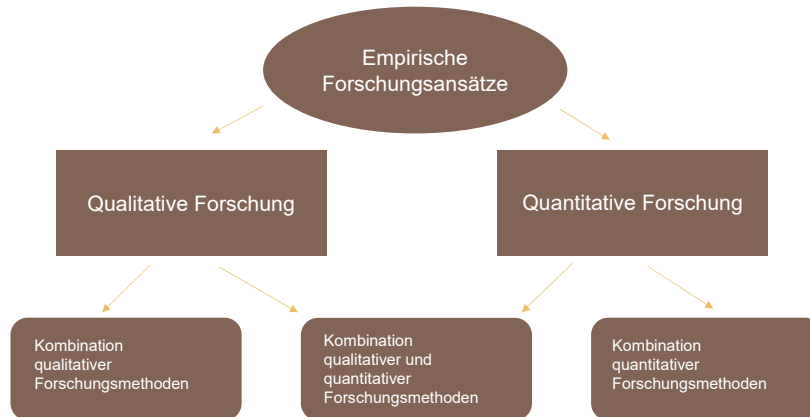 Empirische
Forschungsansätze
Qualitative Forschung
Quantitative Forschung
Kombination
qualitativer
Forschungsmethoden
Kombination
qualitativer und
quantitativer
Forschungsmethoden
Kombination
quantitativer
Forschungsmethoden